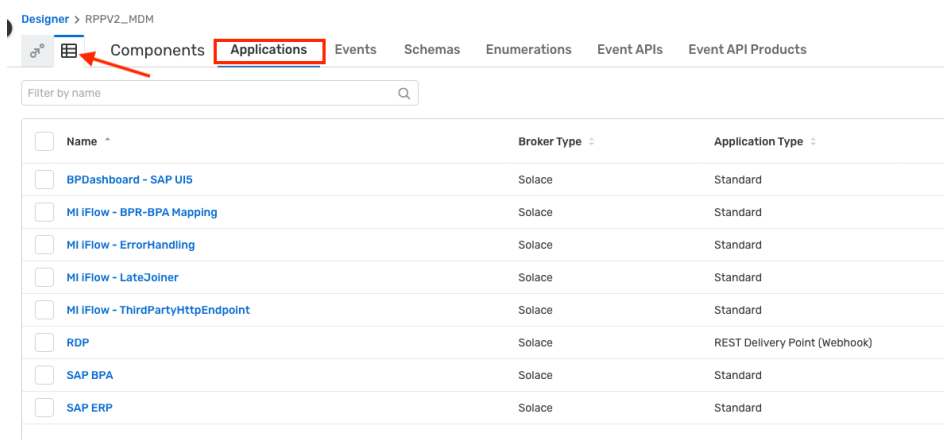 Designer > RPPV2_MDM
Components Applications Events Schemas Enumerations Event APIs Event API Products
Filter by name
Name Broker Type Application Type
BPDashboard - SAP UI5 Solace Standard
MI iFlow - BPR-BPA Mapping Solace Standard
MI iFlow - ErrorHandling Solace Standard
MI iFlow - LateJoiner Solace Standard
MI iFlow - ThirdPartyHttpEndpoint Solace Standard
RDP Solace REST Delivery Point (Webhook)
SAP BPA Solace Standard
SAP ERP Solace Standard